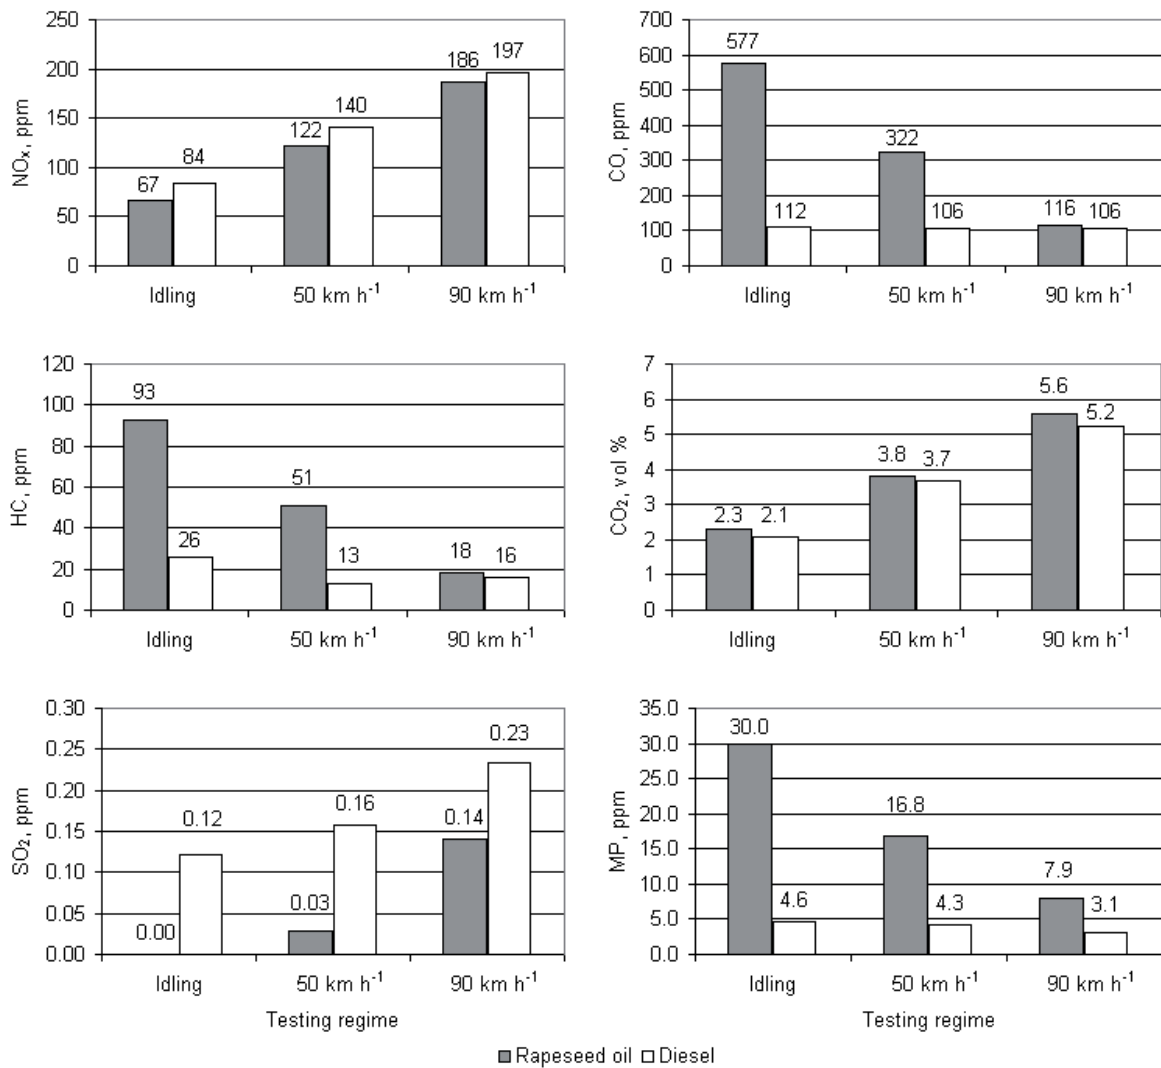 250
200
150
100
50
0
NOₓ, ppm
67
84
122
140
186
197
Idling
50 km h⁻¹
90 km h⁻¹
700
600
500
400
300
200
100
0
CO, ppm
577
112
322
106
116
106
Idling
50 km h⁻¹
90 km h⁻¹
120
100
80
60
40
20
0
HC, ppm
93
26
51
13
18
16
Idling
50 km h⁻¹
90 km h⁻¹
7
6
5
4
3
2
1
0
CO₂, vol %
2.3
2.1
3.8
3.7
5.6
5.2
Idling
50 km h⁻¹
90 km h⁻¹
0.30
0.25
0.20
0.15
0.10
0.05
0.00
SO₂, ppm
0.00
0.12
0.03
0.16
0.14
0.23
Idling
50 km h⁻¹
90 km h⁻¹
Testing regime
35.0
30.0
25.0
20.0
15.0
10.0
5.0
0.0
MP, ppm
30.0
4.6
16.8
4.3
7.9
3.1
Idling
50 km h⁻¹
90 km h⁻¹
Testing regime
Rapeseed oil Diesel